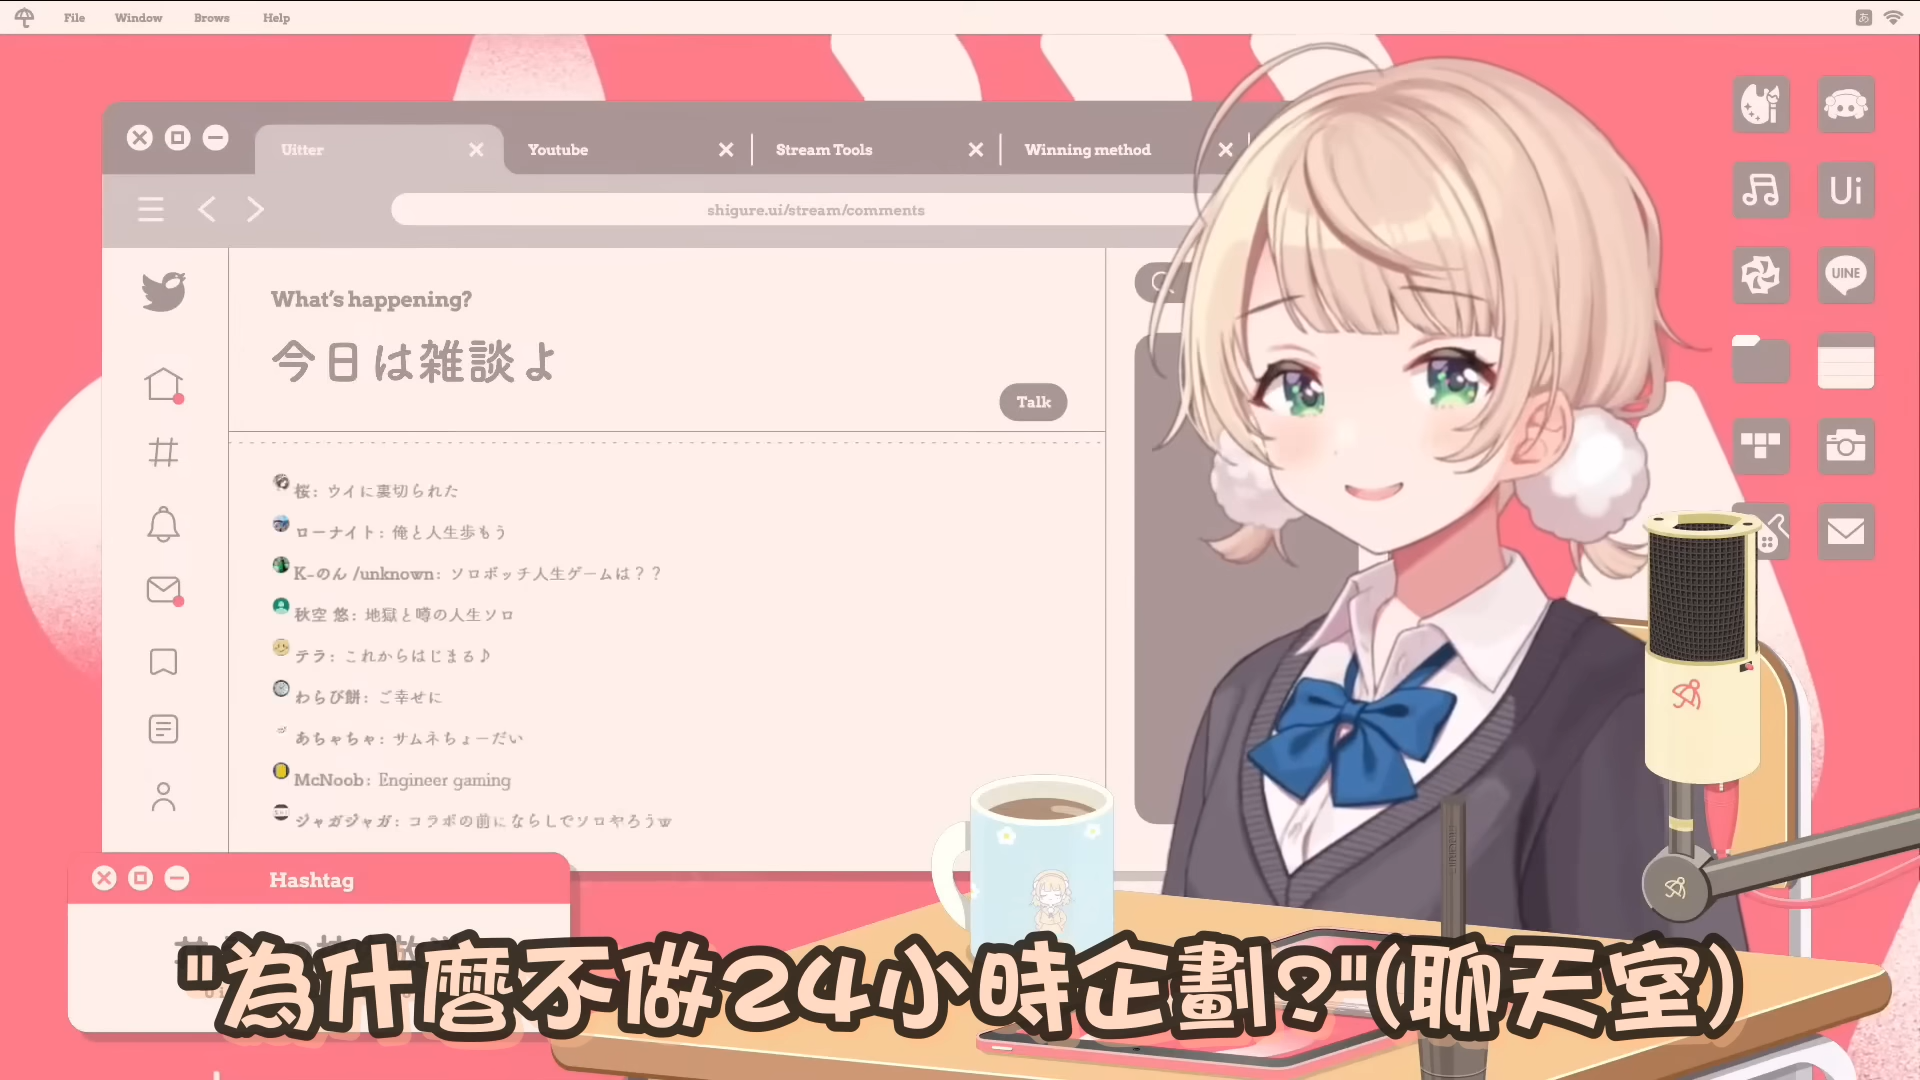 File Window Brows Help あ
Uitter Youtube Stream Tools Winning method
shigure.ui/stream/comments
What's happening?
今日は雑談よ
Talk
桜: ウイに裏切られた
ローナイト: 俺と人生歩もう
K-のん /unknown: ソロボッチ人生ゲームは？？
秋空 悠: 地獄と噂の人生ソロ
テラ: これからはじまる♪
わらび餅: ご幸せに
あちゃちゃ: サムネちょーだい
McNoob: Engineer gaming
ジャガジャガ: コラボの前にならしでソロやろうw
Ui
UINE
Hashtag
"為什麼不做24小時企劃?"(聊天室)